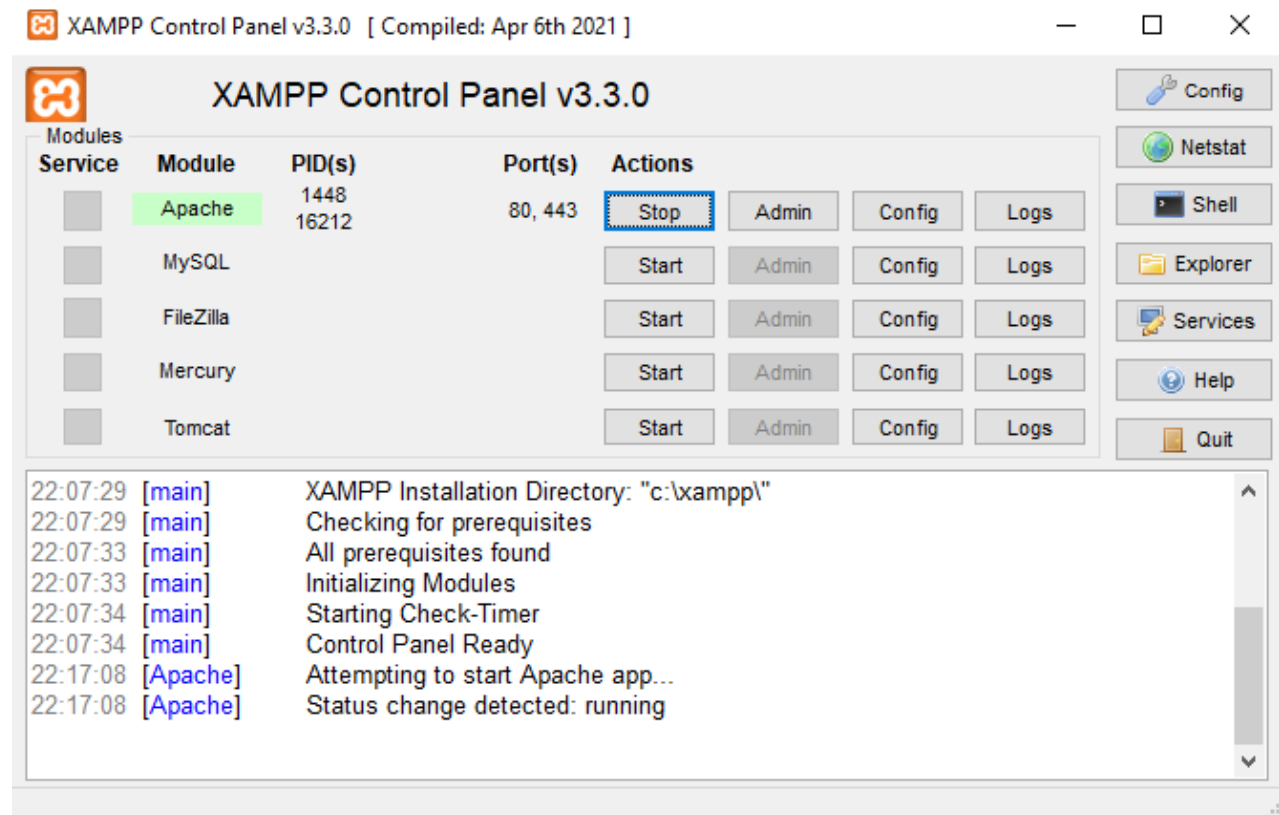 XAMPP Control Panel v3.3.0 [ Compiled: Apr 6th 2021 ]
XAMPP Control Panel v3.3.0
Config
Modules
Netstat
Service Module PID(s) Port(s) Actions
Apache 1448 16212 80, 443 Stop Admin Config Logs
Shell
MySQL Start Admin Config Logs
Explorer
FileZilla Start Admin Config Logs
Services
Mercury Start Admin Config Logs
Help
Tomcat Start Admin Config Logs
Quit
22:07:29 [main] XAMPP Installation Directory: "c:\xampp\"
22:07:29 [main] Checking for prerequisites
22:07:33 [main] All prerequisites found
22:07:33 [main] Initializing Modules
22:07:34 [main] Starting Check-Timer
22:07:34 [main] Control Panel Ready
22:17:08 [Apache] Attempting to start Apache app...
22:17:08 [Apache] Status change detected: running